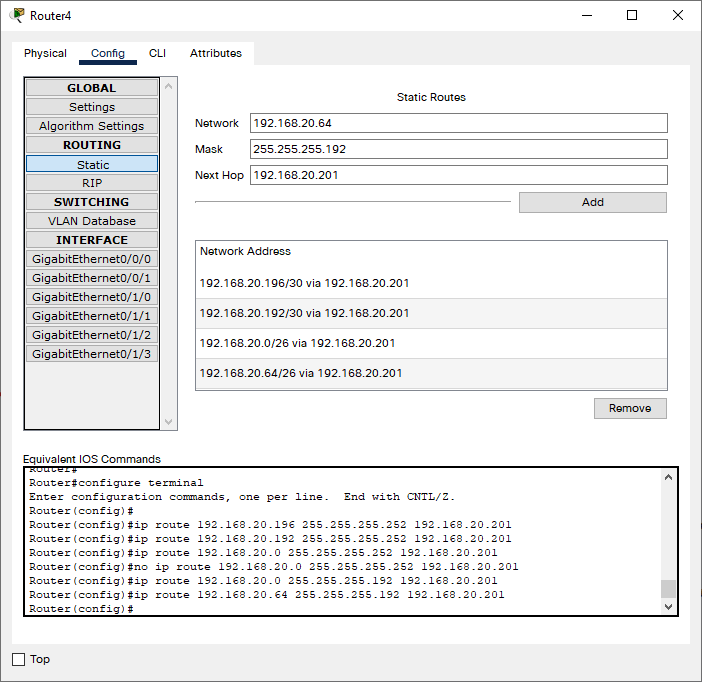 Router4
Physical Config CLI Attributes
GLOBAL
Settings
Algorithm Settings
ROUTING
Static
RIP
SWITCHING
VLAN Database
INTERFACE
GigabitEthernet0/0/0
GigabitEthernet0/0/1
GigabitEthernet0/1/0
GigabitEthernet0/1/1
GigabitEthernet0/1/2
GigabitEthernet0/1/3
Static Routes
Network 192.168.20.64
Mask 255.255.255.192
Next Hop 192.168.20.201
Add
Network Address
192.168.20.196/30 via 192.168.20.201
192.168.20.192/30 via 192.168.20.201
192.168.20.0/26 via 192.168.20.201
192.168.20.64/26 via 192.168.20.201
Remove
Equivalent IOS Commands
Router#
Router#configure terminal
Enter configuration commands, one per line. End with CNTL/Z.
Router(config)#
Router(config)#ip route 192.168.20.196 255.255.255.252 192.168.20.201
Router(config)#ip route 192.168.20.192 255.255.255.252 192.168.20.201
Router(config)#ip route 192.168.20.0 255.255.255.252 192.168.20.201
Router(config)#no ip route 192.168.20.0 255.255.255.252 192.168.20.201
Router(config)#ip route 192.168.20.0 255.255.255.192 192.168.20.201
Router(config)#ip route 192.168.20.64 255.255.255.192 192.168.20.201
Router(config)#
Top